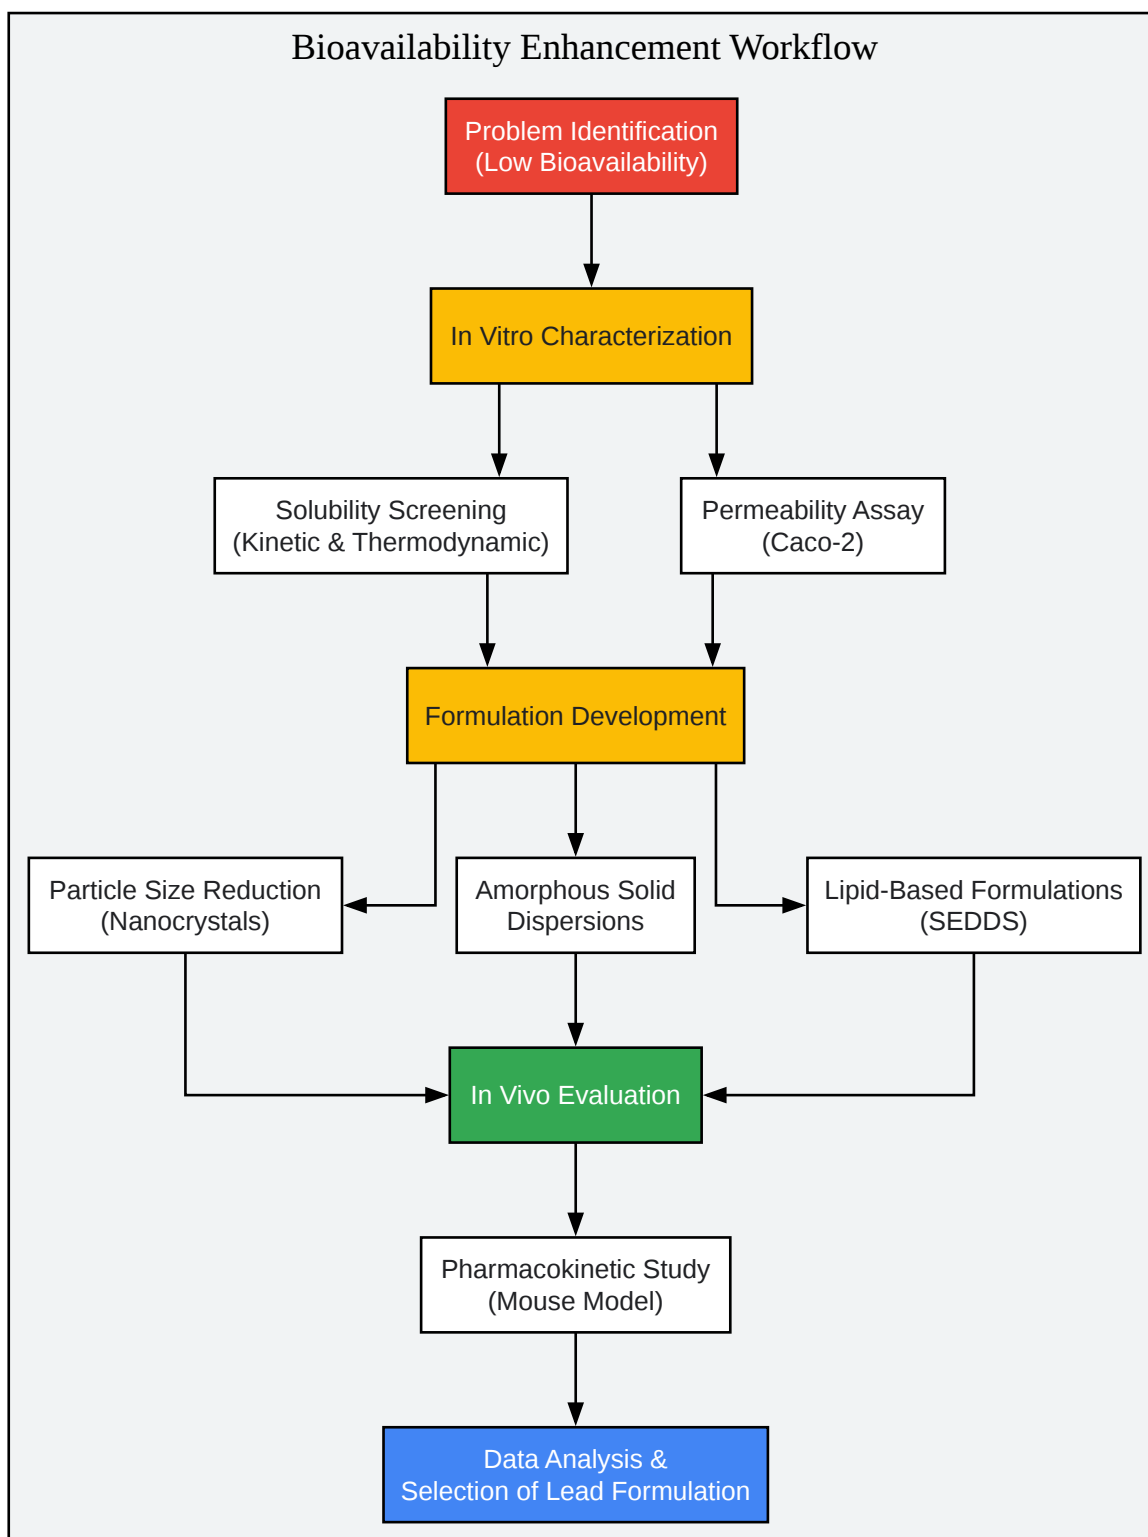 Bioavailability Enhancement Workflow
Problem Identification
(Low Bioavailability)
In Vitro Characterization
Solubility Screening
(Kinetic & Thermodynamic)
Permeability Assay
(Caco-2)
Formulation Development
Particle Size Reduction
(Nanocrystals)
Amorphous Solid
Dispersions
Lipid-Based Formulations
(SEDDS)
In Vivo Evaluation
Pharmacokinetic Study
(Mouse Model)
Data Analysis &
Selection of Lead Formulation